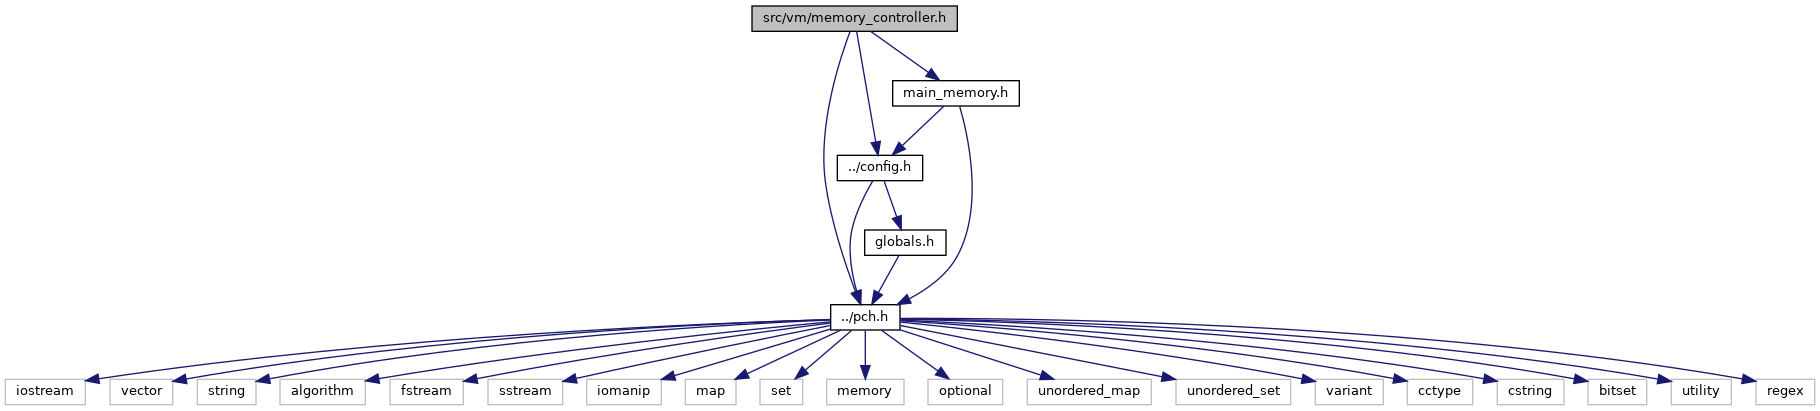 src/vm/memory_controller.h
main_memory.h
../config.h
globals.h
../pch.h
iostream
vector
string
algorithm
fstream
sstream
iomanip
map
set
memory
optional
unordered_map
unordered_set
variant
cctype
cstring
bitset
utility
regex